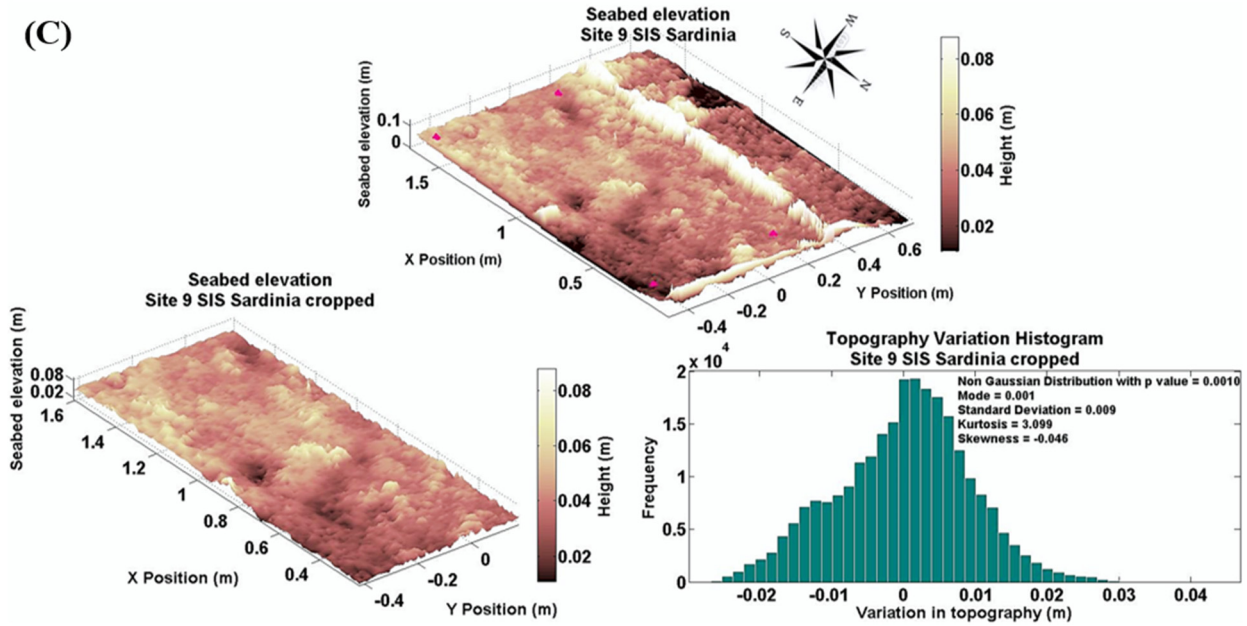 (C)
Seabed elevation
Site 9 SIS Sardinia
W
S
N
E
Seabed elevation (m)
0.1
0
1.5
1
0.5
X Position (m)
-0.4
-0.2
0
0.2
0.4
0.6
Y Position (m)
0.08
0.06
0.04
0.02
Height (m)
Seabed elevation
Site 9 SIS Sardinia cropped
Seabed elevation (m)
0.08
0.02
1.6
1.4
1.2
1
0.8
0.6
0.4
X Position (m)
-0.4
-0.2
0
Y Position (m)
0.08
0.06
0.04
0.02
Height (m)
Topography Variation Histogram
Site 9 SIS Sardinia cropped
x 10⁴
2
1.5
1
0.5
0
Frequency
Non Gaussian Distribution with p value = 0.0010
Mode = 0.001
Standard Deviation = 0.009
Kurtosis = 3.099
Skewness = -0.046
-0.02 -0.01 0 0.01 0.02 0.03 0.04
Variation in topography (m)